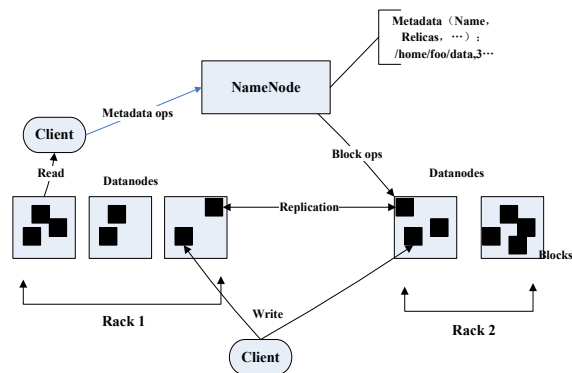 Metadata（Name，
Relicas，…）：
/home/foo/data,3…
NameNode
Metadata ops
Client
Block ops
Read
Datanodes
Datanodes
Replication
Blocks
Rack 1
Write
Rack 2
Client